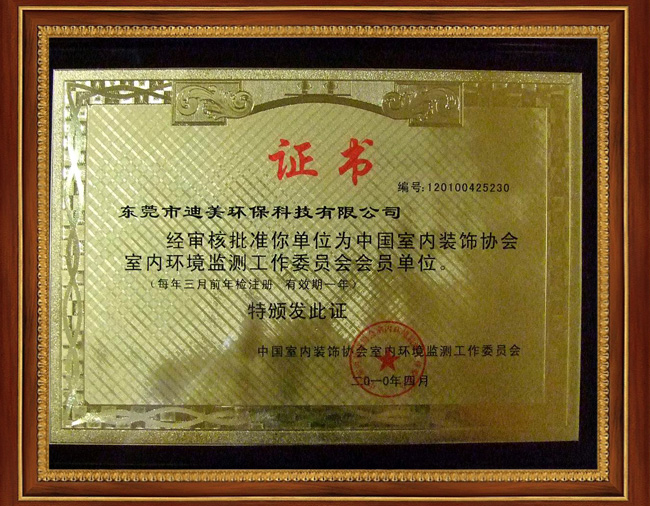 证书
编号:120100425230
东莞市迪美环保科技有限公司
经审核批准你单位为中国室内装饰协会
室内环境监测工作委员会会员单位。
（每年三月前年检注册 有效期一年）
特颁发此证
中国室内装饰协会室内环境监测工作委员会
二0一0年四月